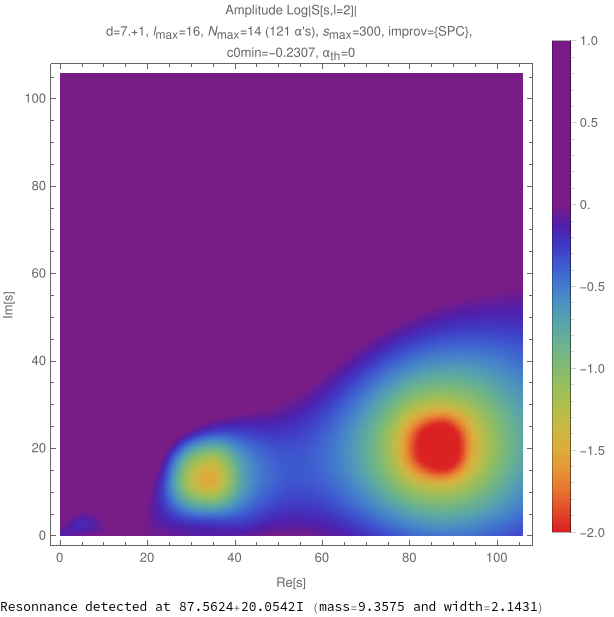 Amplitude Log|S[s,l=2]|
d=7.+1, lmax=16, Nmax=14 (121 α's), smax=300, improv={SPC},
c0min=−0.2307, αth=0
1.0
0.5
0.
−0.5
−1.0
−1.5
−2.0
100
80
60
40
20
0
Im[s]
0 20 40 60 80 100
Re[s]
Resonnance detected at 87.5624+20.0542I (mass=9.3575 and width=2.1431)